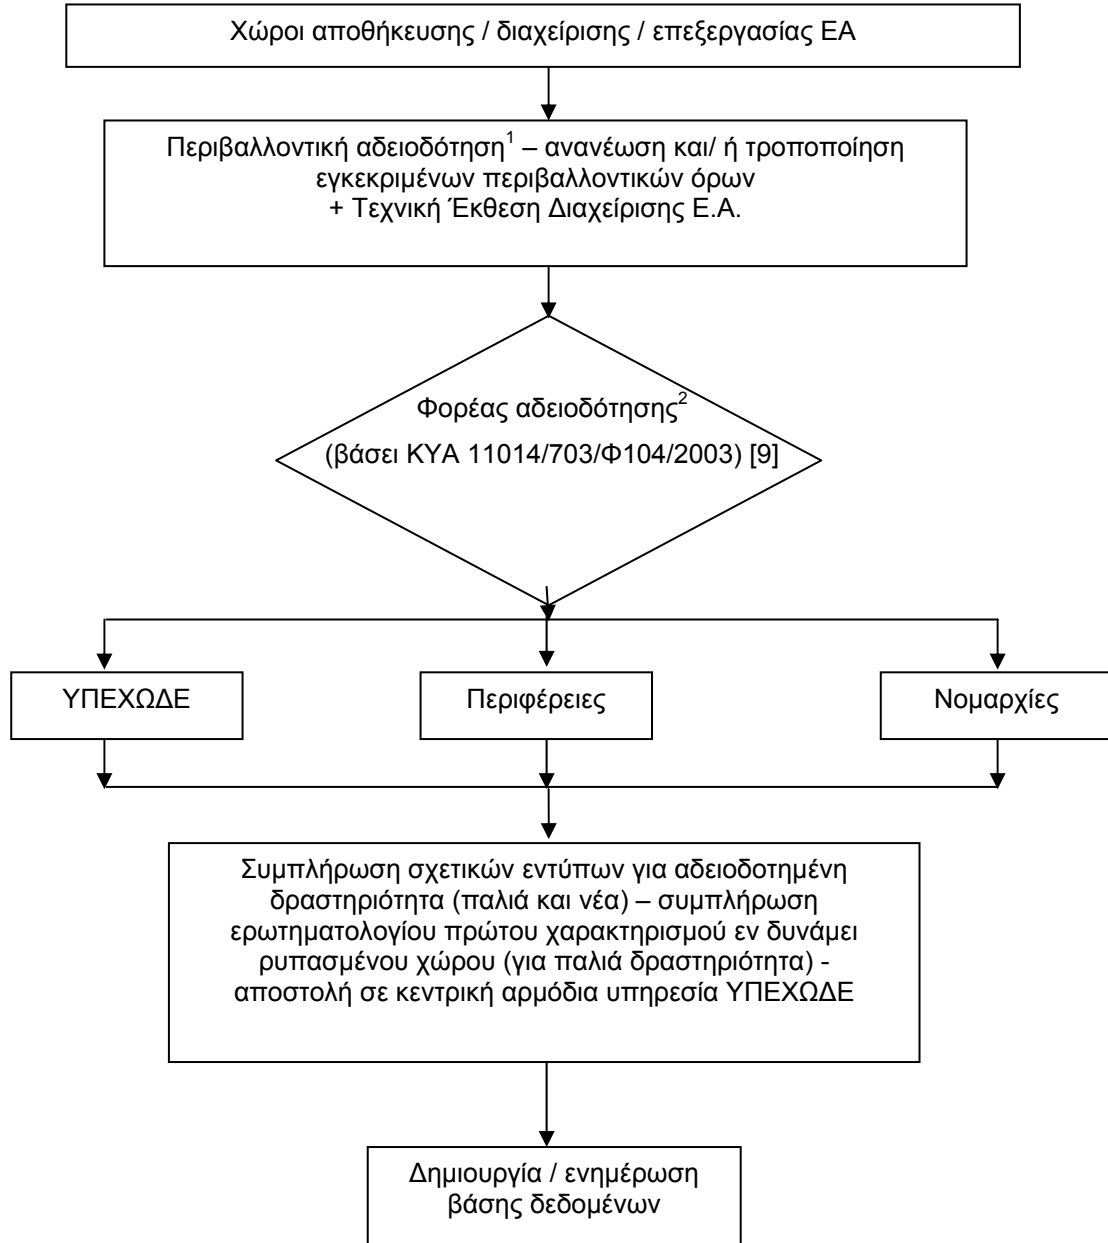 Χώροι αποθήκευσης / διαχείρισης / επεξεργασίας ΕΑ
Περιβαλλοντική αδειοδότηση1 – ανανέωση και/ ή τροποποίηση
εγκεκριμένων περιβαλλοντικών όρων
+ Τεχνική Έκθεση Διαχείρισης Ε.Α.
Φορέας αδειοδότησης2
(βάσει ΚΥΑ 11014/703/Φ104/2003) [9]
ΥΠΕΧΩΔΕ
Περιφέρειες
Νομαρχίες
Συμπλήρωση σχετικών εντύπων για αδειοδοτημένη
δραστηριότητα (παλιά και νέα) – συμπλήρωση
ερωτηματολογίου πρώτου χαρακτηρισμού εν δυνάμει
ρυπασμένου χώρου (για παλιά δραστηριότητα) -
αποστολή σε κεντρική αρμόδια υπηρεσία ΥΠΕΧΩΔΕ
Δημιουργία / ενημέρωση
βάσης δεδομένων